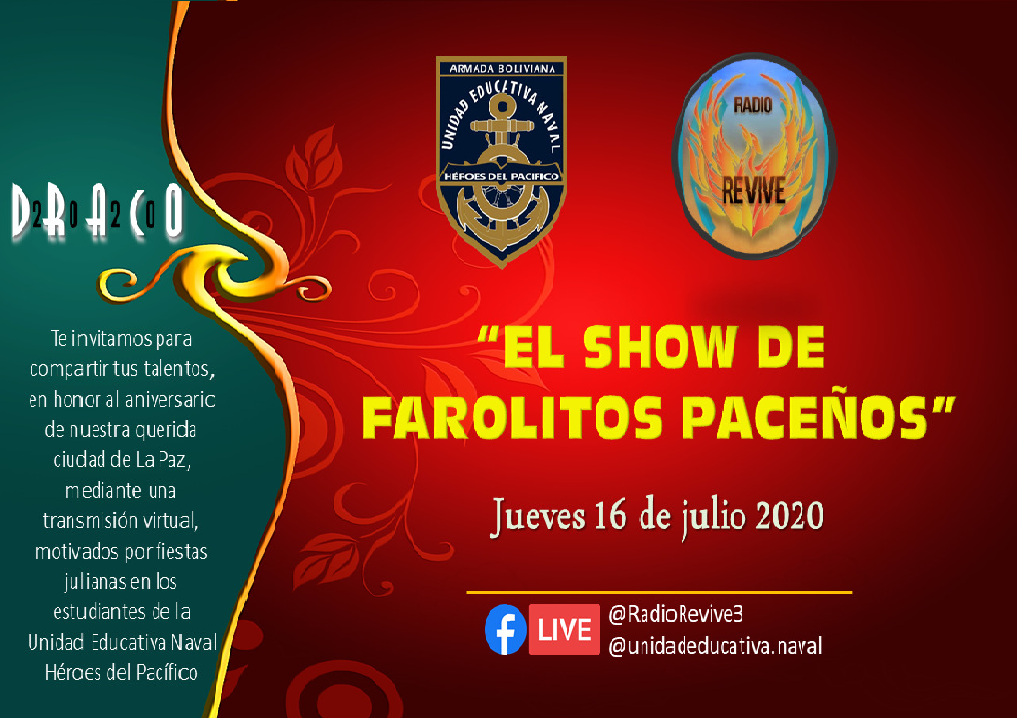 DRACO
2020
Te invitamos para
compartir tus talentos,
en honor al aniversario
de nuestra querida
ciudad de La Paz,
mediante una
transmisión virtual,
motivados por fiestas
julianas en los
estudiantes de la
Unidad Educativa Naval
Héroes del Pacífico
ARMADA BOLIVIANA
UNIDAD EDUCATIVA NAVAL
HÉROES DEL PACIFICO
RADIO
REVIVE
“EL SHOW DE
FAROLITOS PACEÑOS”
Jueves 16 de julio 2020
LIVE
@RadioRevive3
@unidadeducativa.naval